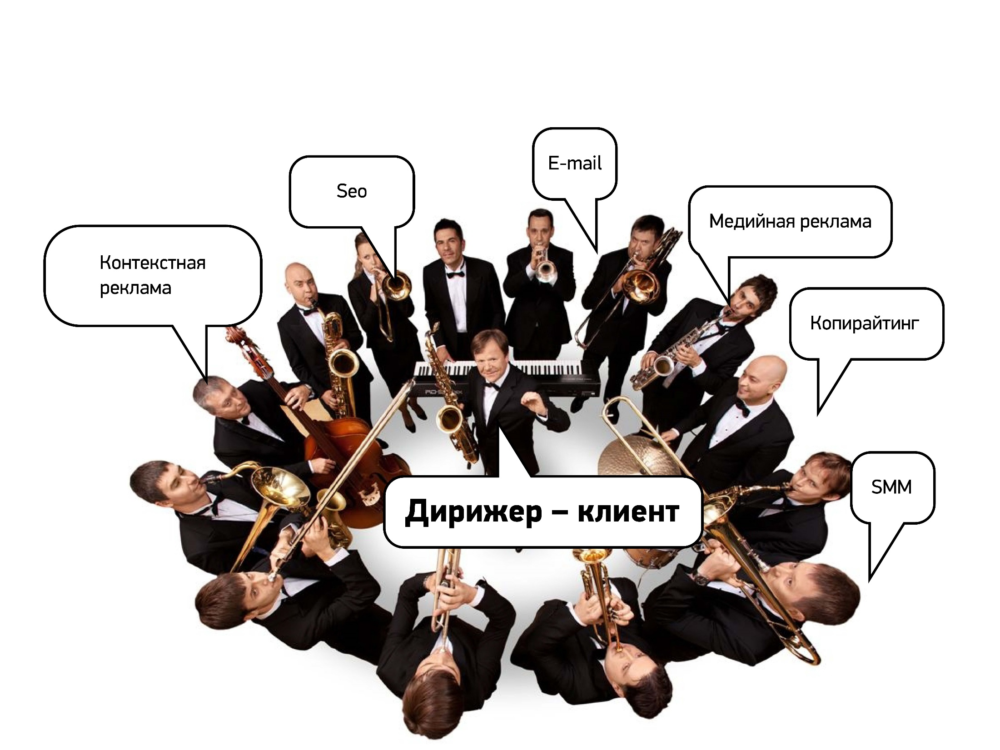 E-mail
Seo
Медийная реклама
Контекстная
реклама
Копирайтинг
SMM
Дирижер – клиент